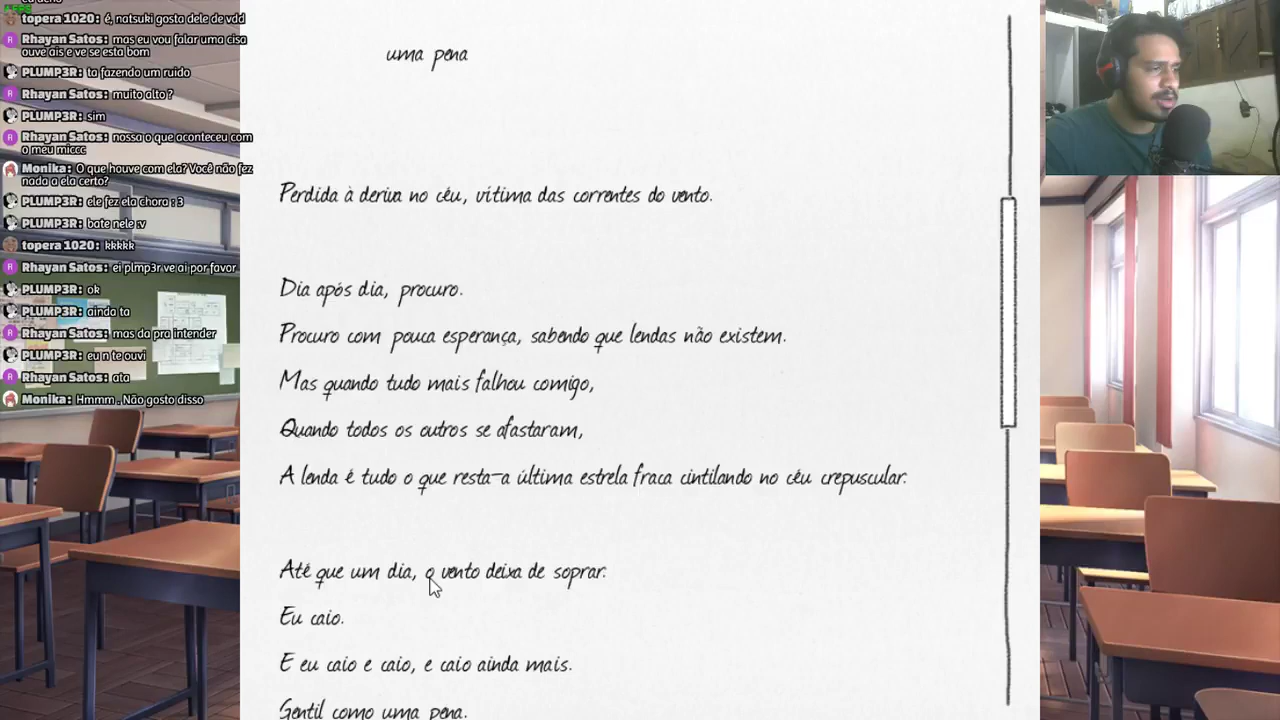 eu acho
topera 1020: é, natsuki gosta dele de vdd
Rhayan Satos: mas eu vou falar uma cisa
ouve ais e ve se esta bom
PLUMP3R: ta fazendo um ruido
Rhayan Satos: muito alto ?
PLUMP3R: sim
Rhayan Satos: nossa o que aconteceu com
o meu miccc
Monika: O que houve com ela? Você não fez
nada a ela certo?
PLUMP3R: ele fez ela chora : 3
PLUMP3R: bate nele :v
topera 1020: kkkkk
Rhayan Satos: ei plmp3r ve ai por favor
PLUMP3R: ok
PLUMP3R: ainda ta
Rhayan Satos: mas da pra intender
PLUMP3R: eu n te ouvi
Rhayan Satos: ata
Monika: Hmmm . Não gosto disso
uma pena
Perdida à deriva no céu, vítima das correntes do vento.
Dia após dia, procuro.
Procuro com pouca esperança, sabendo que lendas não existem.
Mas quando tudo mais falhou comigo,
Quando todos os outros se afastaram,
A lenda é tudo o que resta-a última estrela fraca cintilando no céu crepuscular.
Até que um dia, o vento deixa de soprar.
Eu caio.
E eu caio e caio, e caio ainda mais.
Gentil como uma pena.